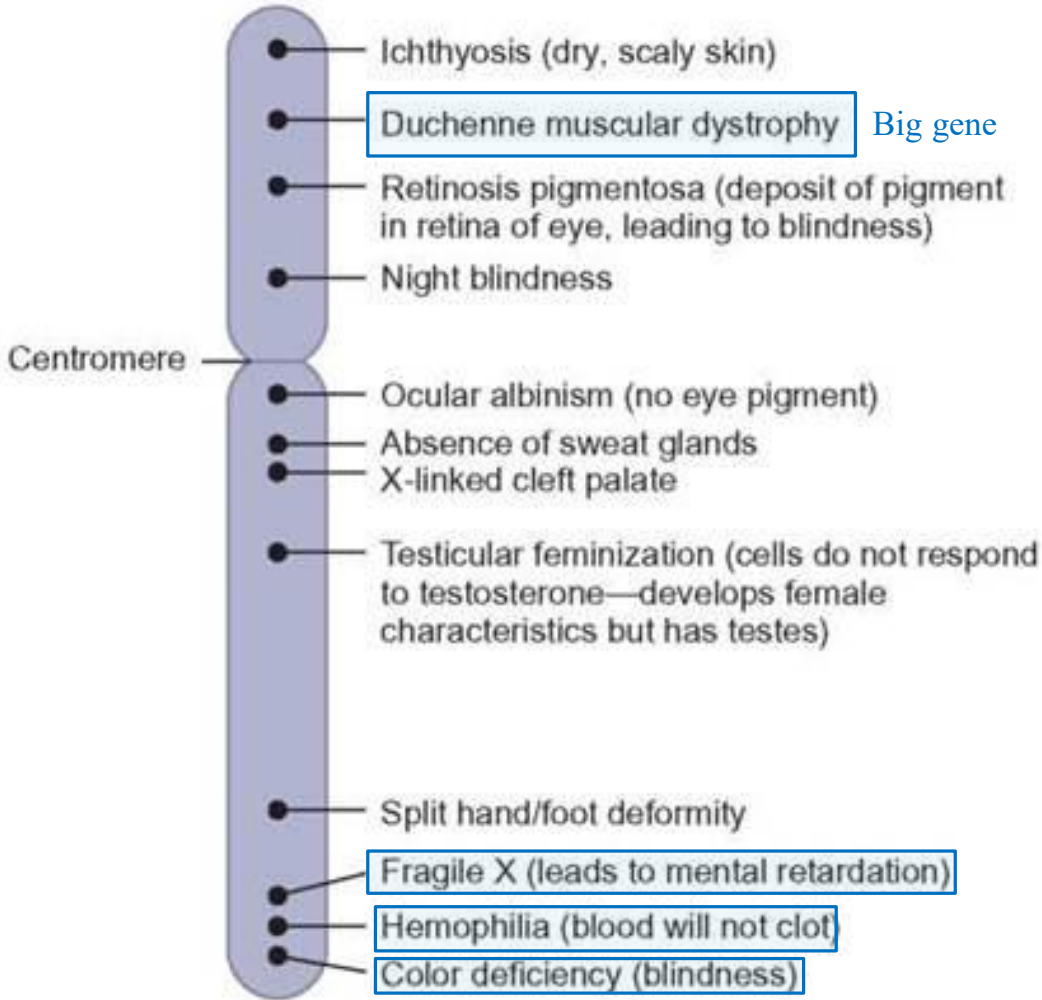 Ichthyosis (dry, scaly skin)
Duchenne muscular dystrophy Big gene
Retinosis pigmentosa (deposit of pigment
in retina of eye, leading to blindness)
Night blindness
Centromere
Ocular albinism (no eye pigment)
Absence of sweat glands
X-linked cleft palate
Testicular feminization (cells do not respond
to testosterone—develops female
characteristics but has testes)
Split hand/foot deformity
Fragile X (leads to mental retardation)
Hemophilia (blood will not clot)
Color deficiency (blindness)